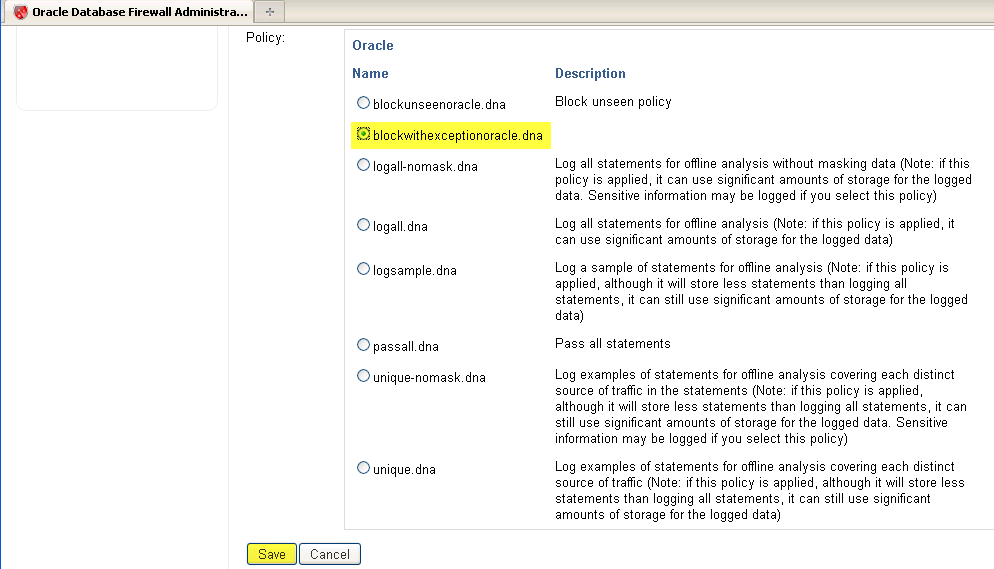 Oracle Database Firewall Administra...
Policy:
Oracle
Name Description
blockunseenoracle.dna Block unseen policy
blockwithexceptionoracle.dna
logall-nomask.dna Log all statements for offline analysis without masking data (Note: if this
policy is applied, it can use significant amounts of storage for the logged
data. Sensitive information may be logged if you select this policy)
logall.dna Log all statements for offline analysis (Note: if this policy is applied, it
can use significant amounts of storage for the logged data)
logsample.dna Log a sample of statements for offline analysis (Note: if this policy is
applied, although it will store less statements than logging all
statements, it can still use significant amounts of storage for the logged
data)
passall.dna Pass all statements
unique-nomask.dna Log examples of statements for offline analysis covering each distinct
source of traffic in the statements (Note: if this policy is applied,
although it will store less statements than logging all statements, it can
still use significant amounts of storage for the logged data. Sensitive
information may be logged if you select this policy)
unique.dna Log examples of statements for offline analysis covering each distinct
source of traffic (Note: if this policy is applied, although it will store less
statements than logging all statements, it can still use significant
amounts of storage for the logged data)
Save Cancel